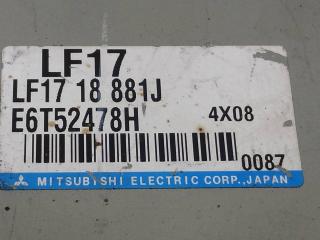 LF17
LF17 18 881J
E6T52478H 4X08
0087
MITSUBISHI ELECTRIC CORP., JAPAN